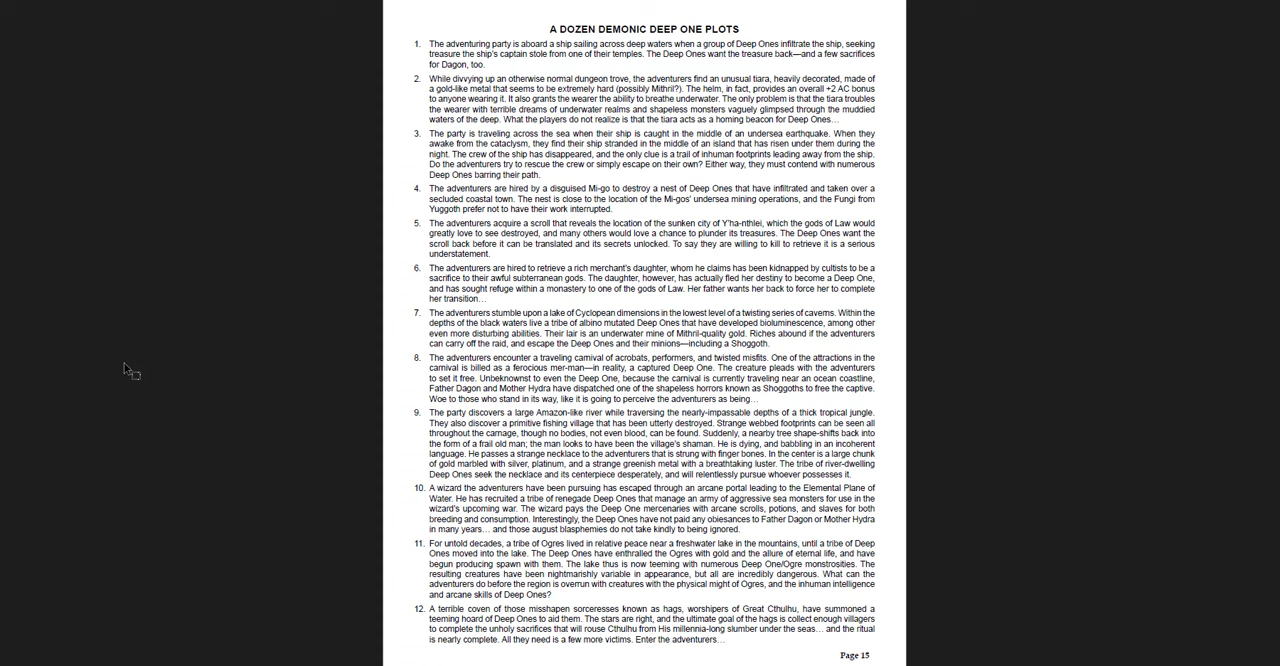 A DOZEN DEMONIC DEEP ONE PLOTS
1. The adventuring party is aboard a ship sailing across deep waters when a group of Deep Ones infiltrate the ship, seeking
treasure the ship's captain stole from one of their temples. The Deep Ones want the treasure back—and a few sacrifices
for Dagon, too.
2. While divvying up an otherwise normal dungeon trove, the adventurers find an unusual tiara, heavily decorated, made of
a gold-like metal that seems to be extremely hard (possibly Mithril?). The helm, in fact, provides an overall +2 AC bonus
to anyone wearing it. It also grants the wearer the ability to breathe underwater. The only problem is that the tiara troubles
the wearer with terrible dreams of underwater realms and shapeless monsters vaguely glimpsed through the muddied
waters of the deep. What the players do not realize is that the tiara acts as a homing beacon for Deep Ones…
3. The party is traveling across the sea when their ship is caught in the middle of an undersea earthquake. When they
awake from the cataclysm, they find their ship stranded in the middle of an island that has risen under them during the
night. The crew of the ship has disappeared, and the only clue is a trail of inhuman footprints leading away from the ship.
Do the adventurers try to rescue the crew or simply escape on their own? Either way, they must contend with numerous
Deep Ones barring their path.
4. The adventurers are hired by a disguised Mi-go to destroy a nest of Deep Ones that have infiltrated and taken over a
secluded coastal town. The nest is close to the location of the Mi-gos' undersea mining operations, and the Fungi from
Yuggoth prefer not to have their work interrupted.
5. The adventurers acquire a scroll that reveals the location of the sunken city of Y'ha-nthlei, which the gods of Law would
greatly love to see destroyed, and many others would love a chance to plunder its treasures. The Deep Ones want the
scroll back before it can be translated and its secrets unlocked. To say they are willing to kill to retrieve it is a serious
understatement.
6. The adventurers are hired to retrieve a rich merchant's daughter, whom he claims has been kidnapped by cultists to be a
sacrifice to their awful subterranean gods. The daughter, however, has actually fled her destiny to become a Deep One,
and has sought refuge within a monastery to one of the gods of Law. Her father wants her back to force her to complete
her transition…
7. The adventurers stumble upon a lake of Cyclopean dimensions in the lowest level of a twisting series of caverns. Within the
depths of the black waters live a tribe of albino mutated Deep Ones that have developed bioluminescence, among other
even more disturbing abilities. Their lair is an underwater mine of Mithril-quality gold. Riches abound if the adventurers
can carry off the raid, and escape the Deep Ones and their minions—including a Shoggoth.
8. The adventurers encounter a traveling carnival of acrobats, performers, and twisted misfits. One of the attractions in the
carnival is billed as a ferocious mer-man—in reality, a captured Deep One. The creature pleads with the adventurers
to set it free. Unbeknownst to even the Deep One, because the carnival is currently traveling near an ocean coastline,
Father Dagon and Mother Hydra have dispatched one of the shapeless horrors known as Shoggoths to free the captive.
Woe to those who stand in its way, like it is going to perceive the adventurers as being…
9. The party discovers a large Amazon-like river while traversing the nearly-impassable depths of a thick tropical jungle.
They also discover a primitive fishing village that has been utterly destroyed. Strange webbed footprints can be seen all
throughout the carnage, though no bodies, not even blood, can be found. Suddenly, a nearby tree shape-shifts back into
the form of a frail old man; the man looks to have been the village's shaman. He is dying, and babbling in an incoherent
language. He passes a strange necklace to the adventurers that is strung with finger bones. In the center is a large chunk
of gold marbled with silver, platinum, and a strange greenish metal with a breathtaking luster. The tribe of river-dwelling
Deep Ones seek the necklace and its centerpiece desperately, and will relentlessly pursue whoever possesses it.
10. A wizard the adventurers have been pursuing has escaped through an arcane portal leading to the Elemental Plane of
Water. He has recruited a tribe of renegade Deep Ones that manage an army of aggressive sea monsters for use in the
wizard's upcoming war. The wizard pays the Deep One mercenaries with arcane scrolls, potions, and slaves for both
breeding and consumption. Interestingly, the Deep Ones have not paid any obiesances to Father Dagon or Mother Hydra
in many years… and those august blasphemies do not take kindly to being ignored.
11. For untold decades, a tribe of Ogres lived in relative peace near a freshwater lake in the mountains, until a tribe of Deep
Ones moved into the lake. The Deep Ones have enthralled the Ogres with gold and the allure of eternal life, and have
begun producing spawn with them. The lake thus is now teeming with numerous Deep One/Ogre monstrosities. The
resulting creatures have been nightmarishly variable in appearance, but all are incredibly dangerous. What can the
adventurers do before the region is overrun with creatures with the physical might of Ogres, and the inhuman intelligence
and arcane skills of Deep Ones?
12. A terrible coven of those misshapen sorceresses known as hags, worshipers of Great Cthulhu, have summoned a
teeming hoard of Deep Ones to aid them. The stars are right, and the ultimate goal of the hags is collect enough villagers
to complete the unholy sacrifices that will rouse Cthulhu from His millennia-long slumber under the seas… and the ritual
is nearly complete. All they need is a few more victims. Enter the adventurers…
Page 15